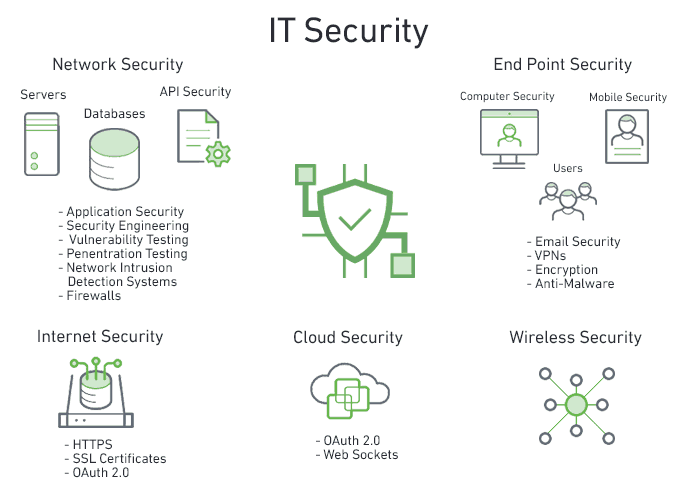 IT Security
Network Security
Servers
Databases
API Security
- Application Security
- Security Engineering
- Vulnerability Testing
- Penentration Testing
- Network Intrusion
Detection Systems
- Firewalls
End Point Security
Computer Security
Mobile Security
Users
- Email Security
- VPNs
- Encryption
- Anti-Malware
Internet Security
- HTTPS
- SSL Certificates
- OAuth 2.0
Cloud Security
- OAuth 2.0
- Web Sockets
Wireless Security